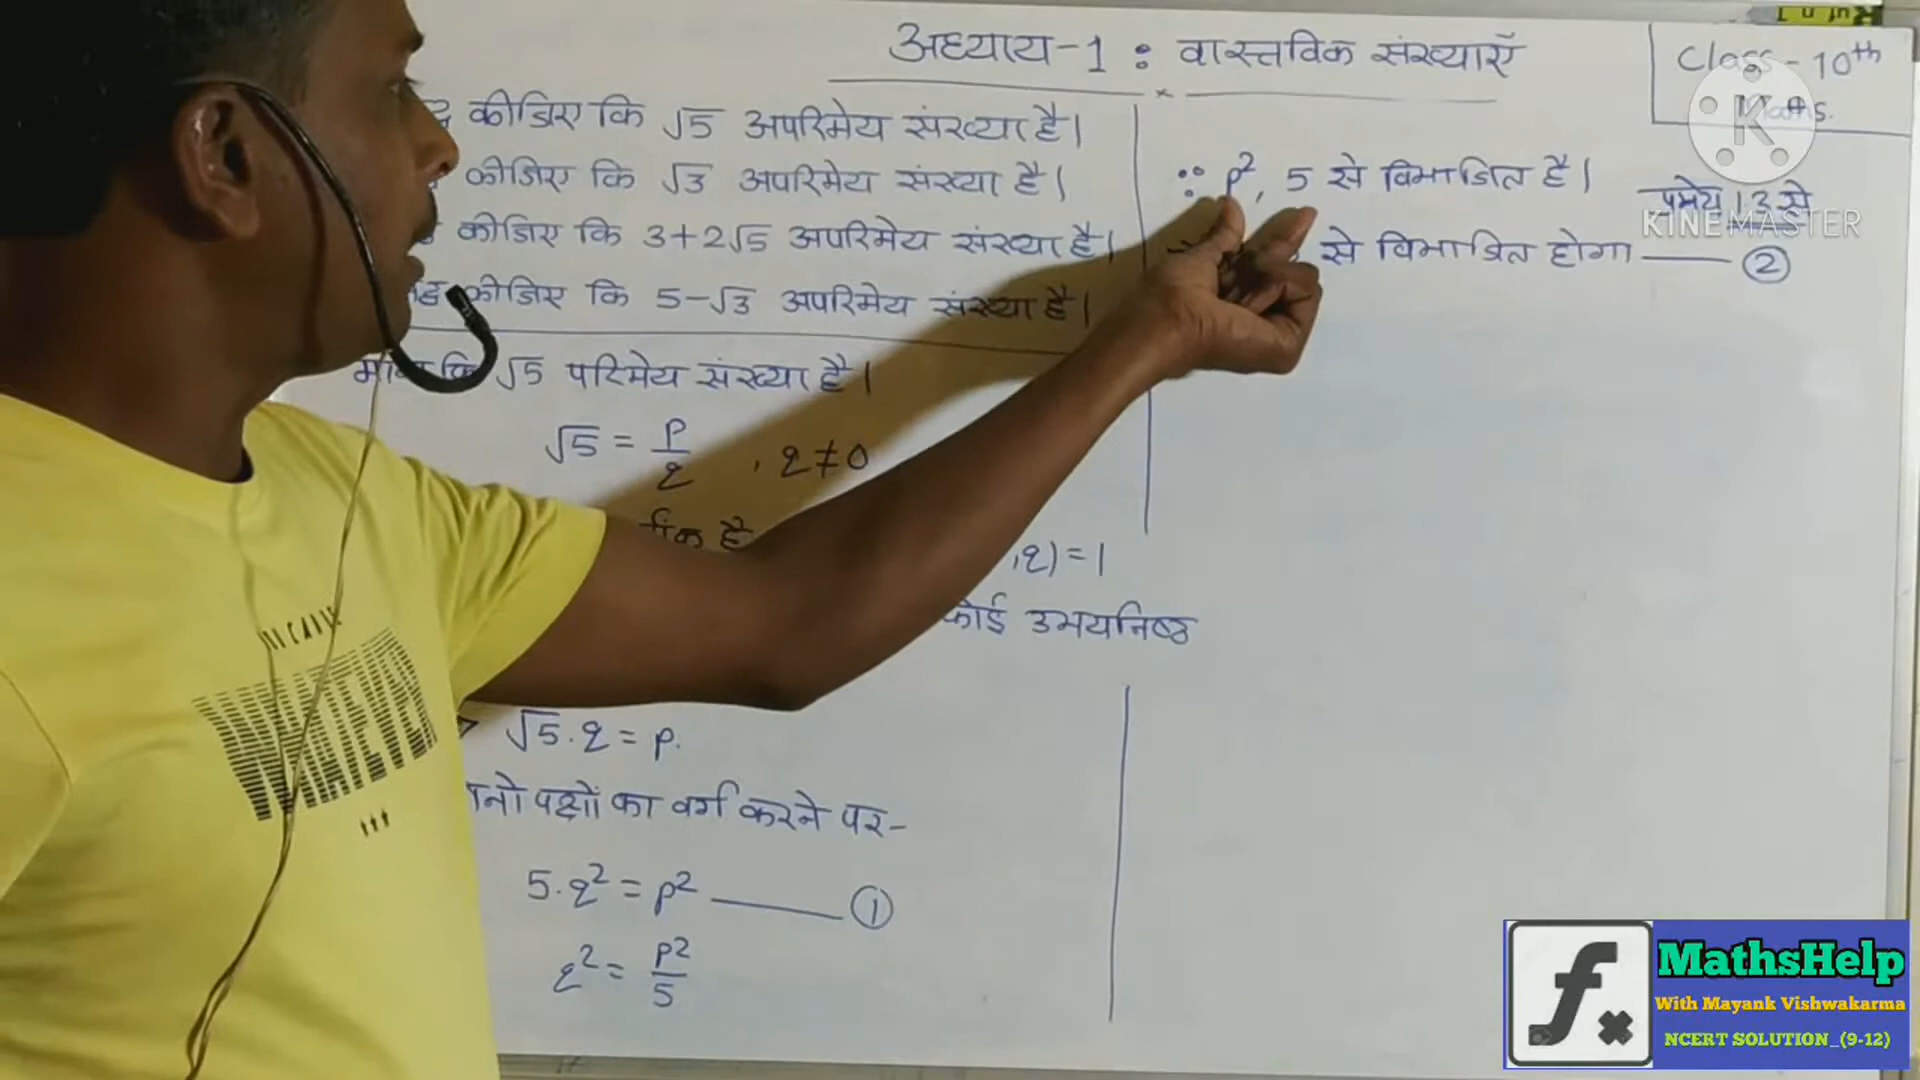 अध्याय-1 : वास्तविक संख्याएँ
Class-10th
Maths.
कीजिए कि √5 अपरिमेय संख्या है।
कीजिए कि √3 अपरिमेय संख्या है।
कीजिए कि 3+2√5 अपरिमेय संख्या है।
कीजिए कि 5-√3 अपरिमेय संख्या है।
कि √5 परिमेय संख्या है।
√5 = p/q , q≠0
है
,q)=1
कोई उभयनिष्ठ
√5.q = p.
पक्षों का वर्ग करने पर-
5.q² = p² ——— ①
q² = p²/5
∵ p², 5 से विभाजित है।
प्रमेय 1.3 से
से विभाजित होगा ——— ②
K
KINEMASTER
Ruf n T
f×
MathsHelp
With Mayank Vishwakarma
NCERT SOLUTION_(9-12)